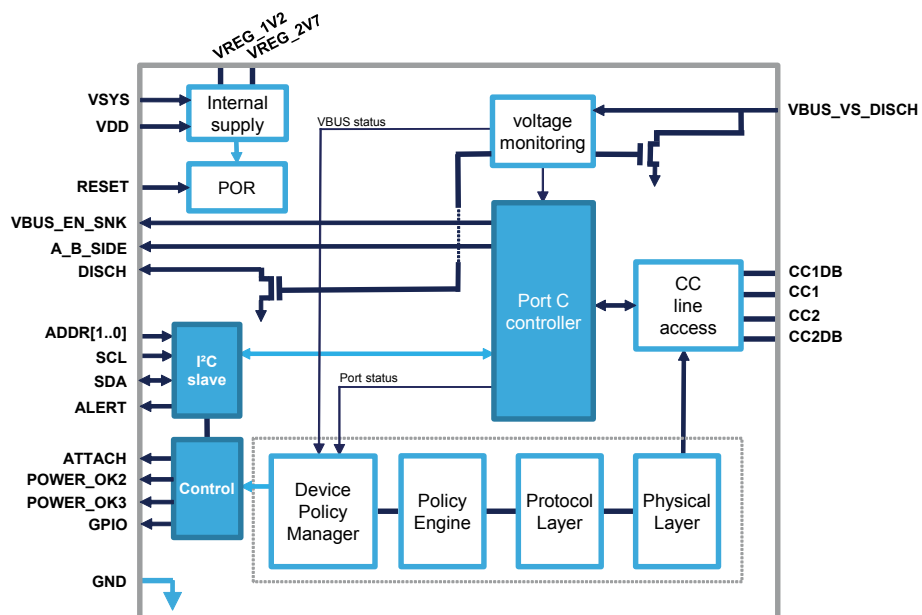 VREG_1V2
VREG_2V7
VSYS
VDD
Internal
supply
VBUS status
voltage
monitoring
VBUS_VS_DISCH
RESET
POR
VBUS_EN_SNK
A_B_SIDE
DISCH
Port C
controller
CC
line
access
CC1DB
CC1
CC2
CC2DB
ADDR[1..0]
SCL
SDA
ALERT
I²C
slave
Port status
ATTACH
POWER_OK2
POWER_OK3
GPIO
Control
Device
Policy
Manager
Policy
Engine
Protocol
Layer
Physical
Layer
GND